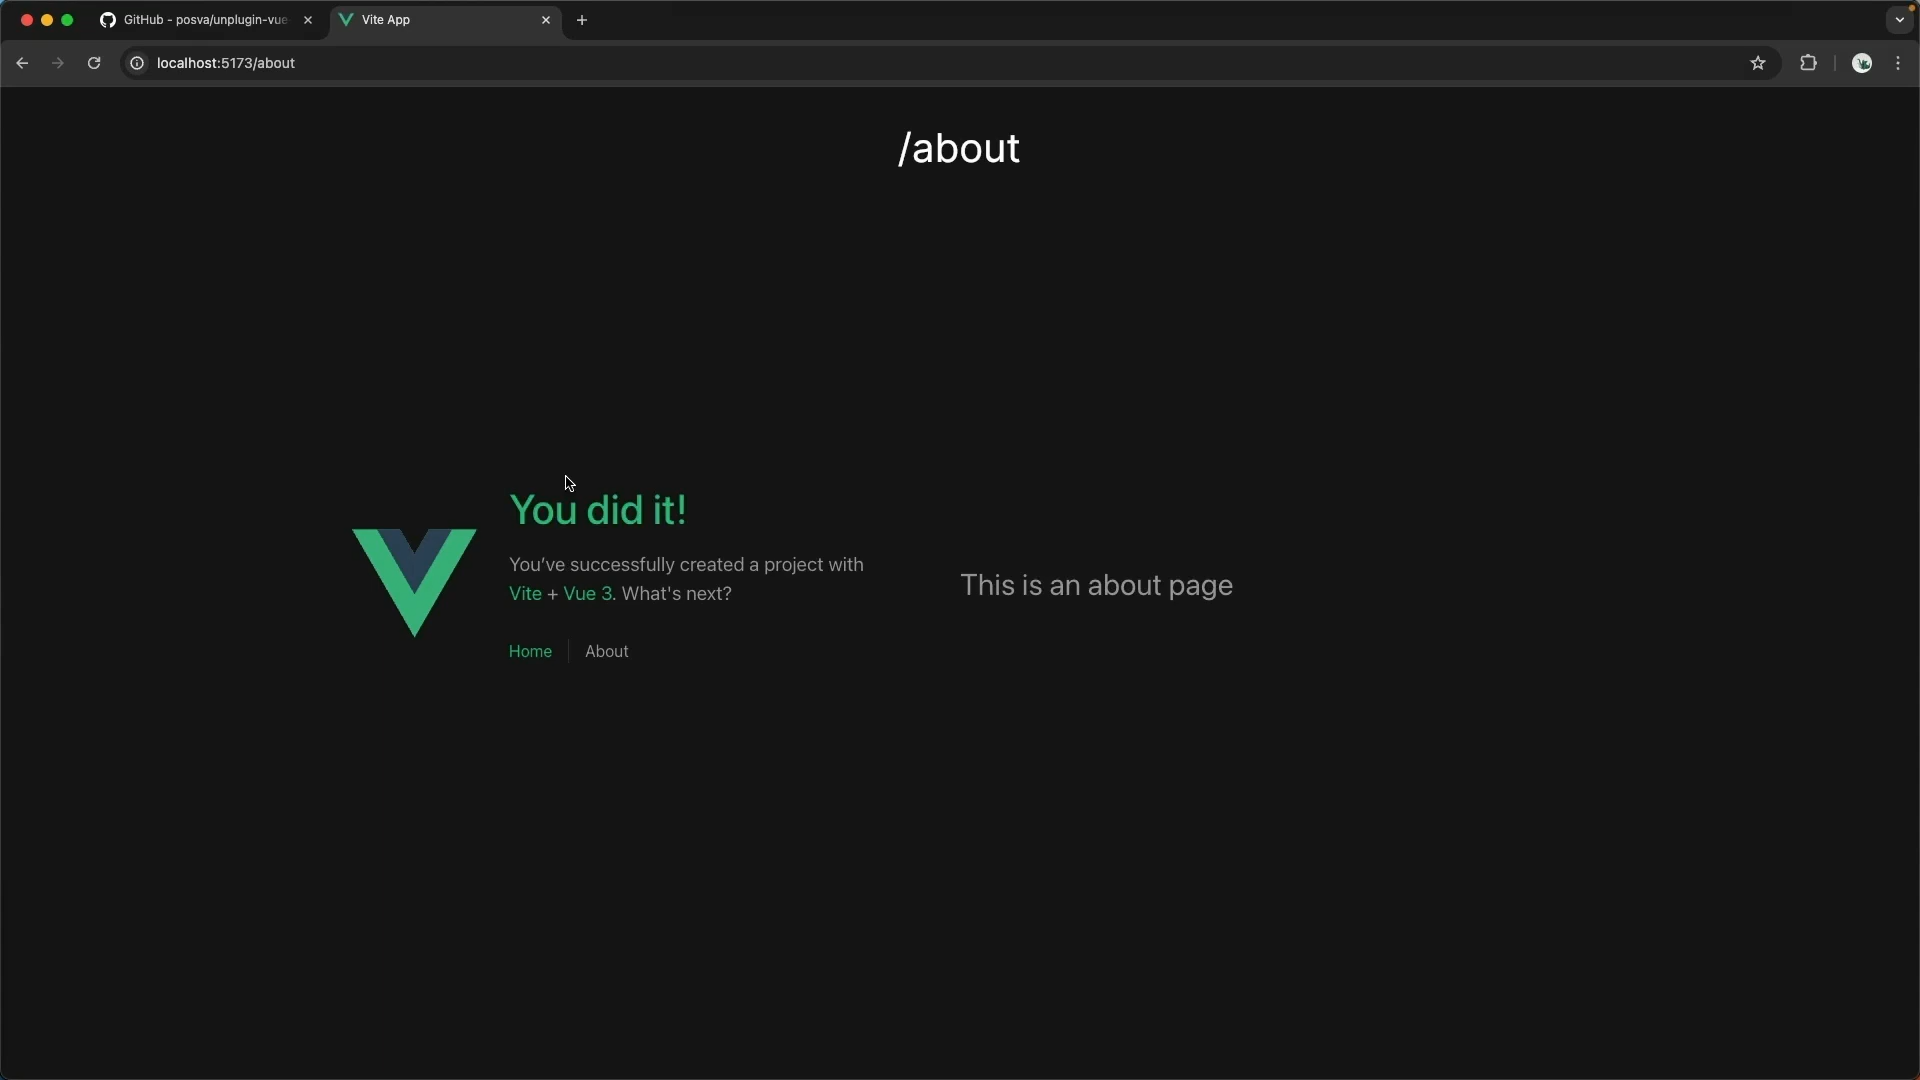 GitHub - posva/unplugin-vue-
Vite App
localhost:5173/about
/about
You did it!
You've successfully created a project with
Vite + Vue 3. What's next?
Home
About
This is an about page